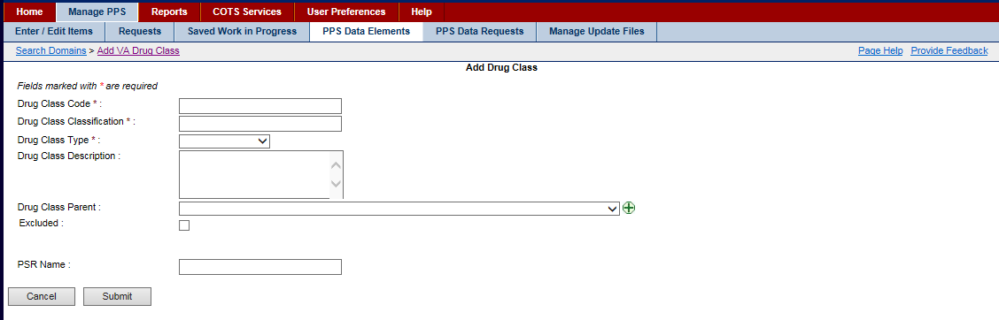 Home Manage PPS Reports COTS Services User Preferences Help
Enter / Edit Items Requests Saved Work in Progress PPS Data Elements PPS Data Requests Manage Update Files
Search Domains > Add VA Drug Class Page Help Provide Feedback
Add Drug Class
Fields marked with * are required
Drug Class Code * :
Drug Class Classification * :
Drug Class Type * :
Drug Class Description :
Drug Class Parent :
Excluded :
PSR Name :
Cancel Submit